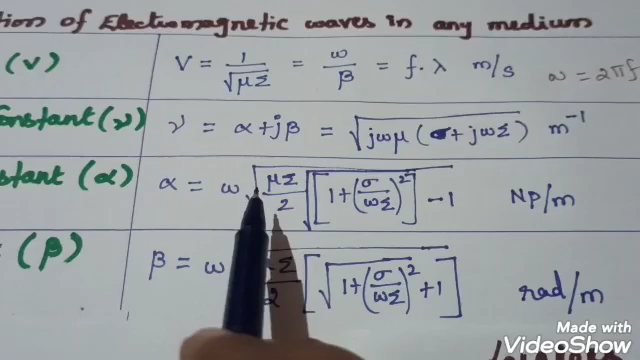 tion of Electromagnetic waves in any medium
(v) V = 1/√με = ω/β = f·λ m/s ω = 2πf
Constant (ν) ν = α + jβ = √jωμ (σ + jωε) m⁻¹
stant (α) α = ω √με/2 √[1+(σ/ωε)²] − 1 Np/m
(β) β = ω ε/2 [√1+(σ/ωε)² + 1] rad/m
Made with
VideoShow